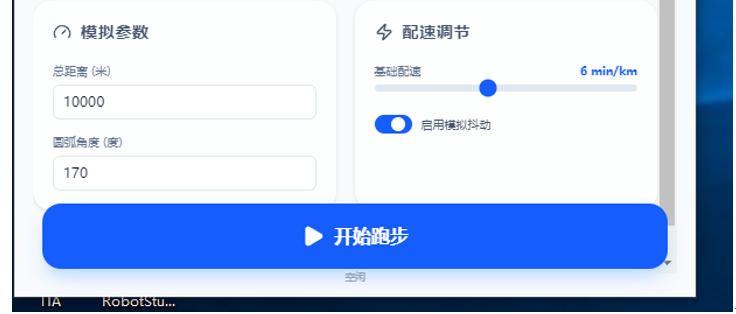 模拟参数
配速调节
总距离 (米)
基础配速
6 min/km
10000
启用模拟抖动
圆弧角度 (度)
170
开始跑步
空闲
TIA
RobotStu...